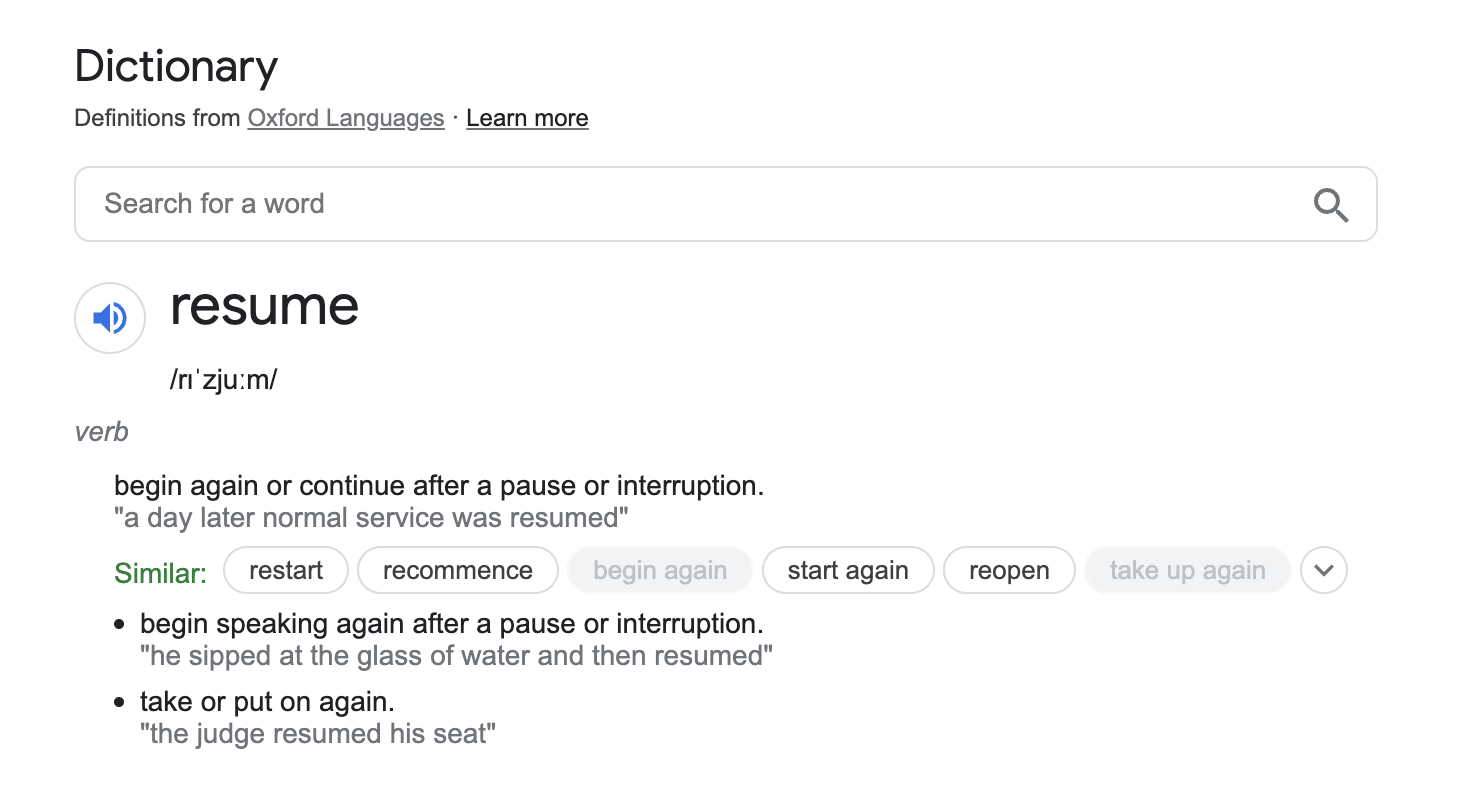 Dictionary
Definitions from Oxford Languages · Learn more
Search for a word
resume
/rɪˈzjuːm/
verb
begin again or continue after a pause or interruption.
"a day later normal service was resumed"
Similar: restart recommence begin again start again reopen take up again
• begin speaking again after a pause or interruption.
"he sipped at the glass of water and then resumed"
• take or put on again.
"the judge resumed his seat"